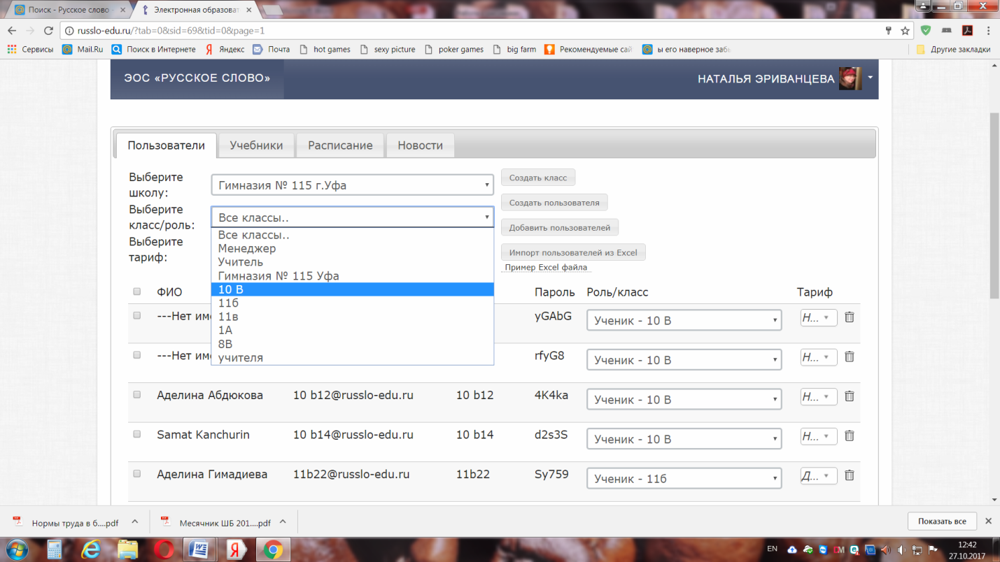 Поиск - Русское слово -
Электронная образоват
russlo-edu.ru/?tab=0&sid=69&tid=0&page=1
Сервисы Mail.Ru Поиск в Интернете Яндекс Почта hot games sexy picture poker games big farm Рекомендуемые сай ы его наверное заб Другие закладки
ЭОС «РУССКОЕ СЛОВО»
НАТАЛЬЯ ЭРИВАНЦЕВА
Пользователи Учебники Расписание Новости
Выберите
школу:
Гимназия № 115 г.Уфа
Создать класс
Создать пользователя
Выберите
класс/роль:
Все классы..
Добавить пользователей
Выберите
тариф:
Все классы..
Менеджер
Учитель
Гимназия № 115 Уфа
10 В
11б
11в
1А
8В
учителя
Импорт пользователей из Excel
Пример Excel файла
ФИО Пароль Роль/класс Тариф
---Нет им yGAbG Ученик - 10 В Н...
---Нет им rfyG8 Ученик - 10 В Н...
Аделина Абдюкова 10 b12@russlo-edu.ru 10 b12 4K4ka Ученик - 10 В Н...
Samat Kanchurin 10 b14@russlo-edu.ru 10 b14 d2s3S Ученик - 10 В Н...
Аделина Гимадиева 11b22@russlo-edu.ru 11b22 Sy759 Ученик - 11б Д...
Нормы труда в б....pdf
Месячник ШБ 201....pdf
Показать все
EN
12:42
27.10.2017